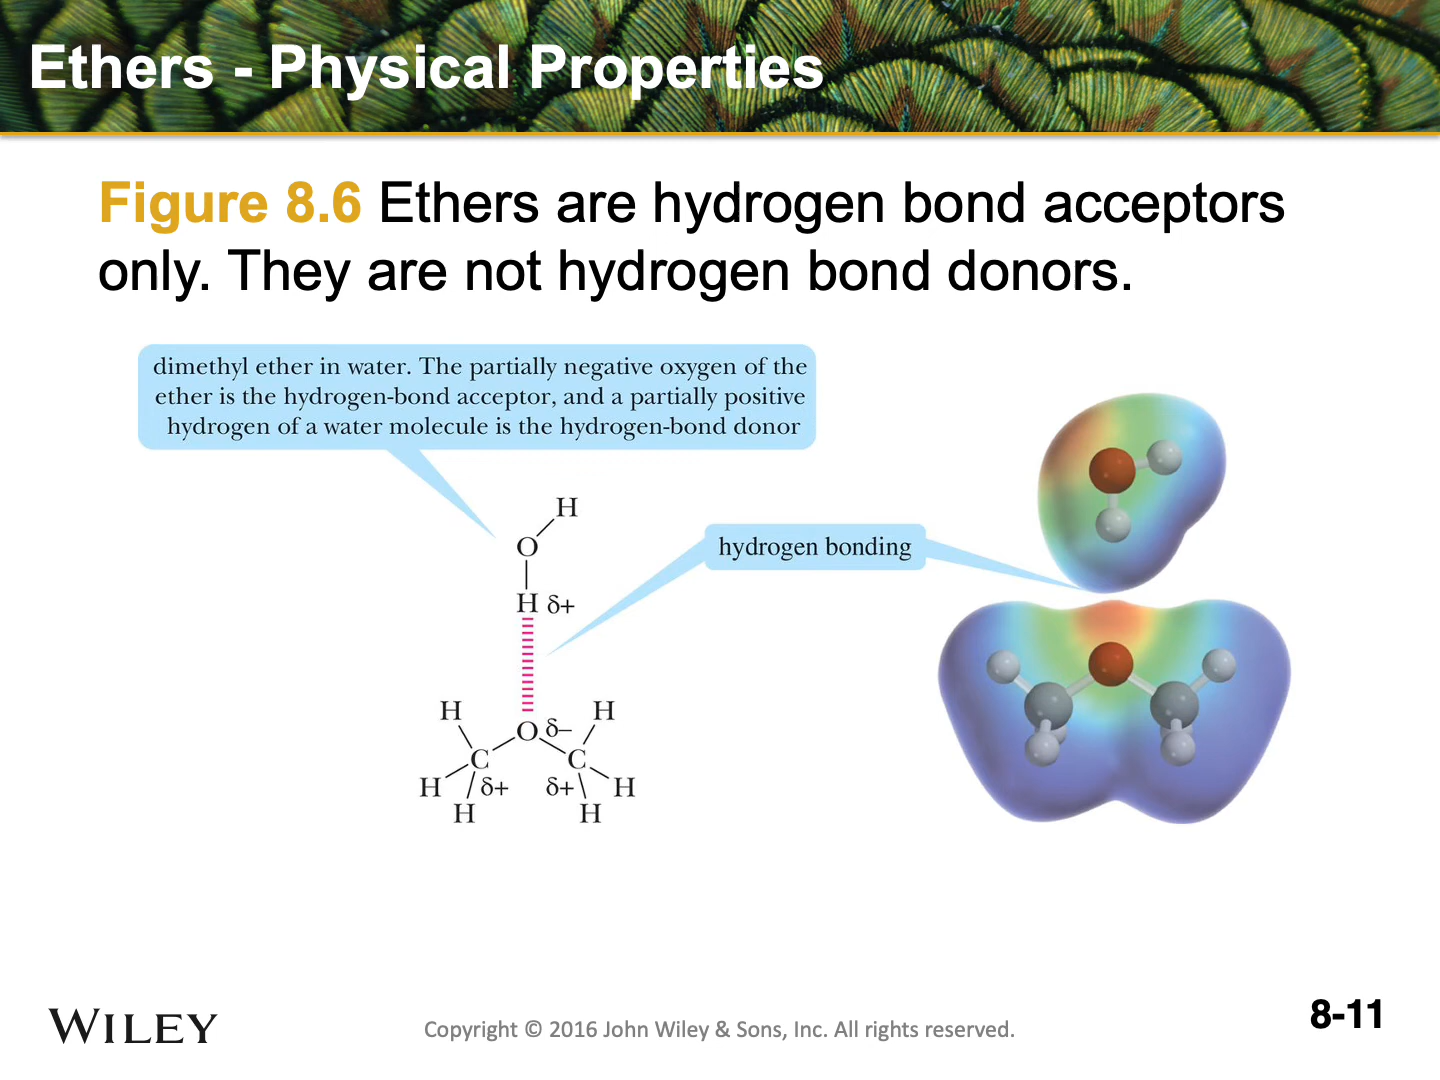 Ethers - Physical Properties
Figure 8.6 Ethers are hydrogen bond acceptors
only. They are not hydrogen bond donors.
dimethyl ether in water. The partially negative oxygen of the
ether is the hydrogen-bond acceptor, and a partially positive
hydrogen of a water molecule is the hydrogen-bond donor
H
O
hydrogen bonding
H δ+
H H
O δ–
C C
H δ+ δ+ H
H H
WILEY
Copyright © 2016 John Wiley & Sons, Inc. All rights reserved.
8-11